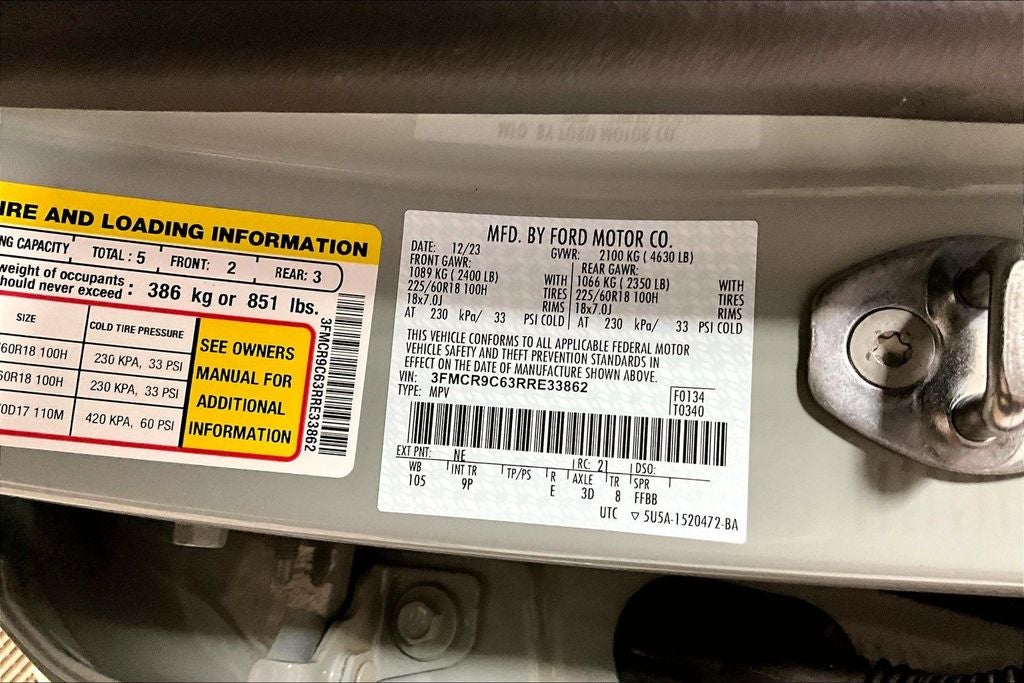 IRE AND LOADING INFORMATION
NG CAPACITY TOTAL : 5 FRONT: 2 REAR: 3
weight of occupants
hould never exceed : 386 kg or 851 lbs.
SIZE COLD TIRE PRESSURE
60R18 100H 230 KPA, 33 PSI
60R18 100H 230 KPA, 33 PSI
0D17 110M 420 KPA, 60 PSI
SEE OWNERS
MANUAL FOR
ADDITIONAL
INFORMATION
3FMCR9C63RRE33862
MFD. BY FORD MOTOR CO.
MFD. BY FORD MOTOR CO.
DATE: 12/23 GVWR: 2100 KG ( 4630 LB)
FRONT GAWR: REAR GAWR:
1089 KG ( 2400 LB) WITH 1066 KG ( 2350 LB) WITH
225/60R18 100H TIRES 225/60R18 100H TIRES
18x7.0J RIMS 18x7.0J RIMS
AT 230 kPa/ 33 PSI COLD AT 230 kPa/ 33 PSI COLD
THIS VEHICLE CONFORMS TO ALL APPLICABLE FEDERAL MOTOR
VEHICLE SAFETY AND THEFT PREVENTION STANDARDS IN
EFFECT ON THE DATE OF MANUFACTURE SHOWN ABOVE.
VIN: 3FMCR9C63RRE33862
TYPE: MPV
F0134
T0340
EXT PNT: NE RC: 21 DSO:
WB INT TR TP/PS R AXLE TR SPR
105 9P E 3D 8 FFBB
UTC ▽ 5U5A-1520472-BA